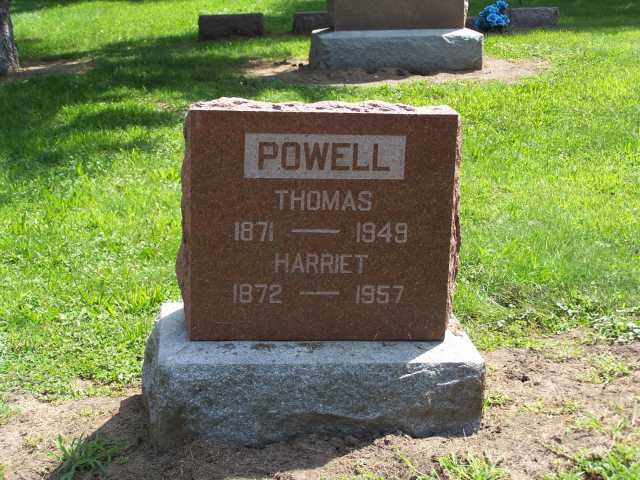 POWELL
THOMAS
1871 — 1949
HARRIET
1872 — 1957